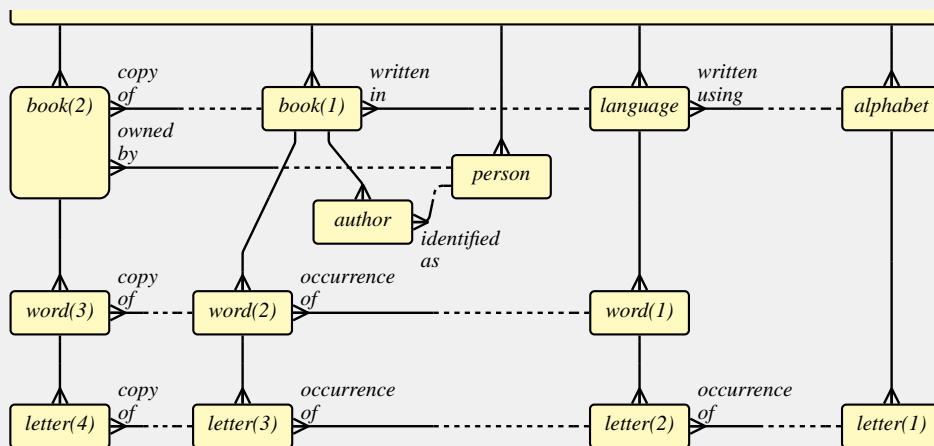 copy
of
written
in
written
using
book(2)
book(1)
language
alphabet
owned
by
person
author
identified
as
copy
of
occurrence
of
word(3)
word(2)
word(1)
copy
of
occurrence
of
occurrence
of
letter(4)
letter(3)
letter(2)
letter(1)